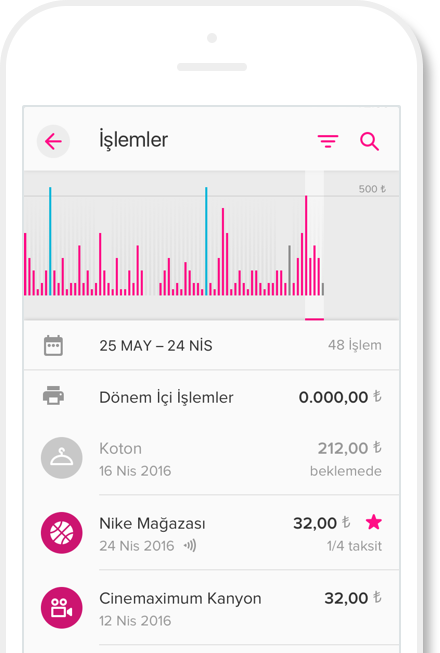 İşlemler
500 ₺
25 MAY – 24 NİS
48 İşlem
Dönem İçi İşlemler
0.000,00 ₺
Koton
212,00 ₺
16 Nis 2016
beklemede
Nike Mağazası
32,00 ₺
24 Nis 2016
1/4 taksit
Cinemaximum Kanyon
32,00 ₺
12 Nis 2016